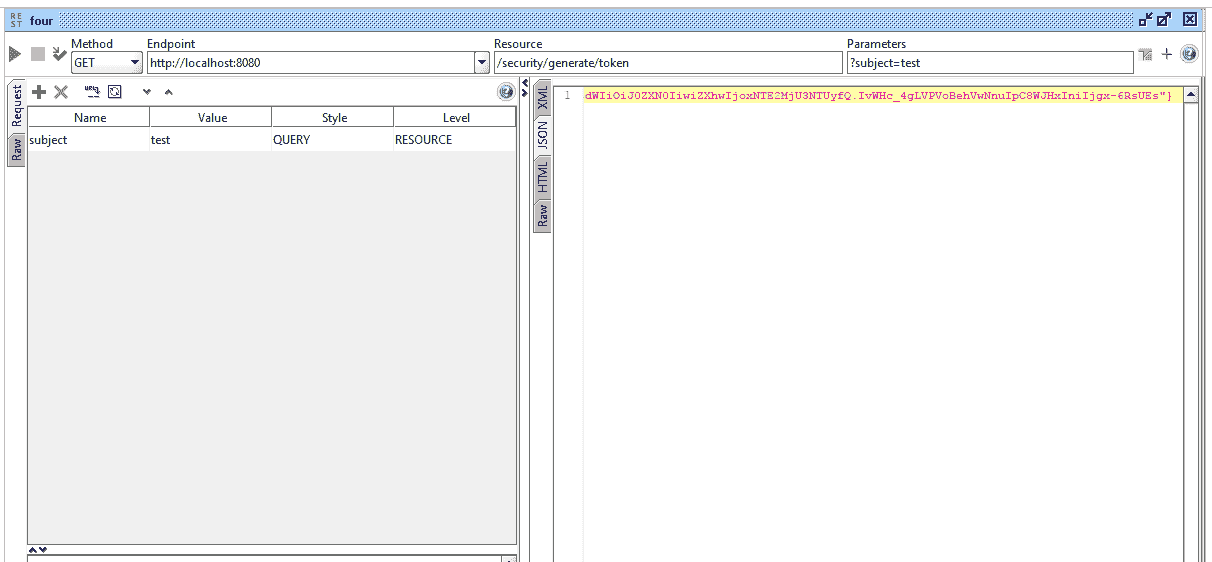 REST four
Method Endpoint Resource Parameters
GET http://localhost:8080 /security/generate/token ?subject=test
Request
Raw
Name Value Style Level
subject test QUERY RESOURCE
XML
JSON
HTML
Raw
1 dWIiOiJ0ZXN0IiwiZXhwIjoxNTE2MjU3NTUyfQ.IvWHc_4gLVPVoBehVwNnuIpC8WJHxIniIjgx-6RsUEs"}